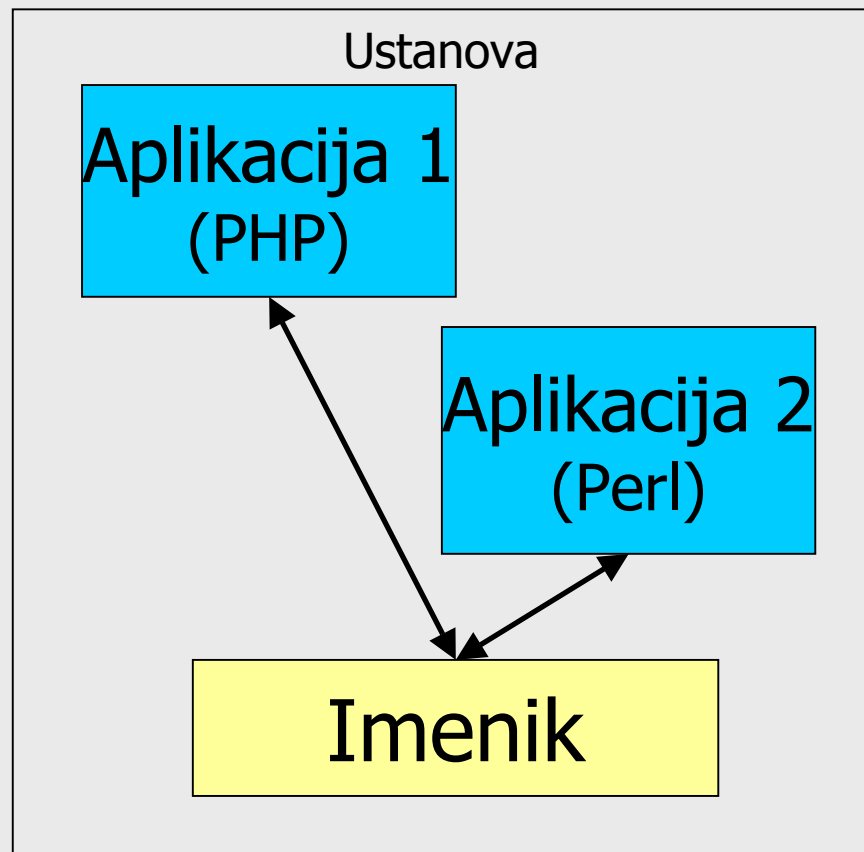 Ustanova
Aplikacija 1
(PHP)
Aplikacija 2
(Perl)
Imenik